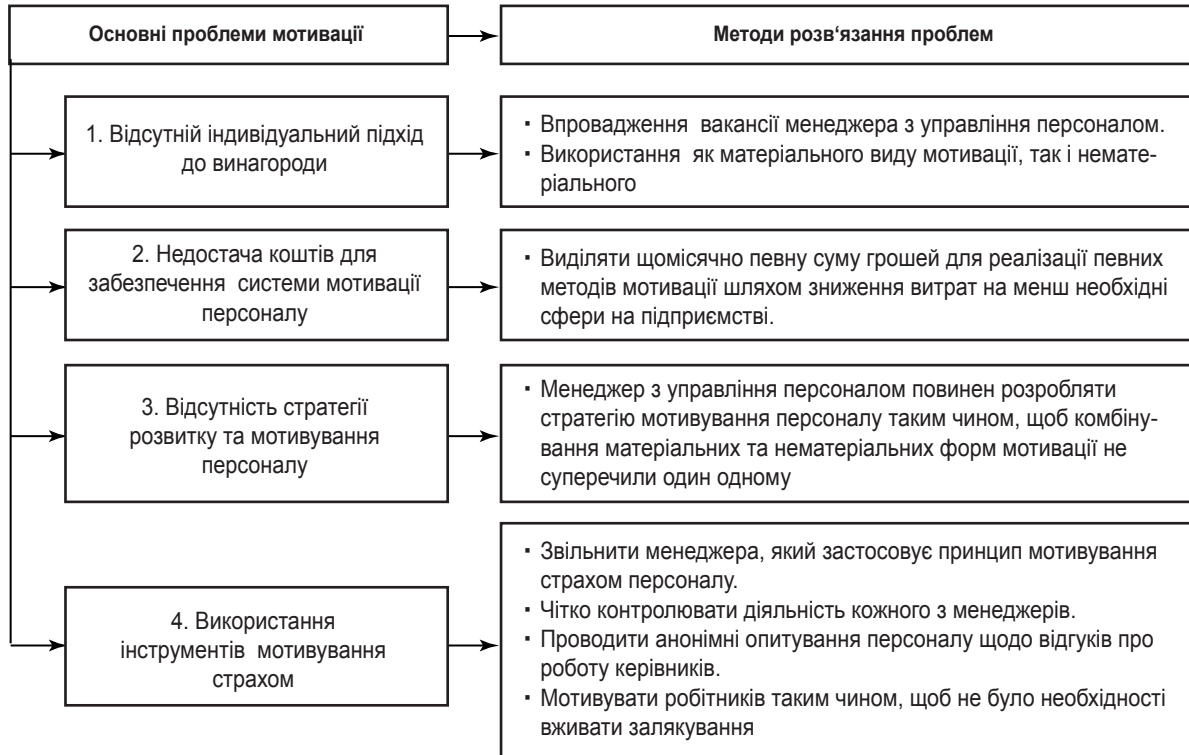 Основні проблеми мотивації
Методи розв‘язання проблем
1. Відсутній індивідуальний підхід
до винагороди
· Впровадження вакансії менеджера з управління персоналом.
· Використання як матеріального виду мотивації, так і немате-
ріального
2. Недостача коштів для
забезпечення системи мотивації
персоналу
· Виділяти щомісячно певну суму грошей для реалізації певних
методів мотивації шляхом зниження витрат на менш необхідні
сфери на підприємстві.
3. Відсутність стратегії
розвитку та мотивування
персоналу
· Менеджер з управління персоналом повинен розробляти
стратегію мотивування персоналу таким чином, щоб комбіну-
вання матеріальних та нематеріальних форм мотивації не
суперечили один одному
4. Використання
інструментів мотивування
страхом
· Звільнити менеджера, який застосовує принцип мотивування
страхом персоналу.
· Чітко контролювати діяльність кожного з менеджерів.
· Проводити анонімні опитування персоналу щодо відгуків про
роботу керівників.
· Мотивувати робітників таким чином, щоб не було необхідності
вживати залякування